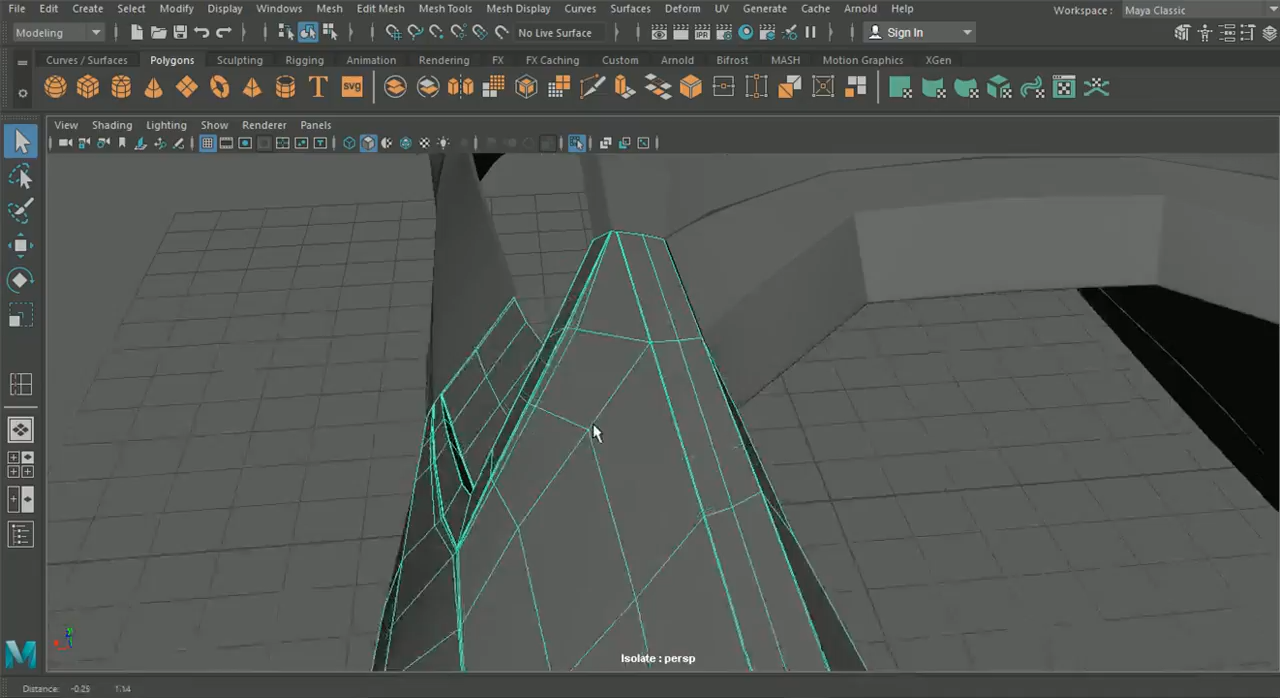 File Edit Create Select Modify Display Windows Mesh Edit Mesh Mesh Tools Mesh Display Curves Surfaces Deform UV Generate Cache Arnold Help Workspace : Maya Classic
Modeling No Live Surface Sign In
Curves / Surfaces Polygons Sculpting Rigging Animation Rendering FX FX Caching Custom Arnold Bifrost MASH Motion Graphics XGen
T SVG IPR
View Shading Lighting Show Renderer Panels
Isolate : persp
M
Distance: -0.25 1.14